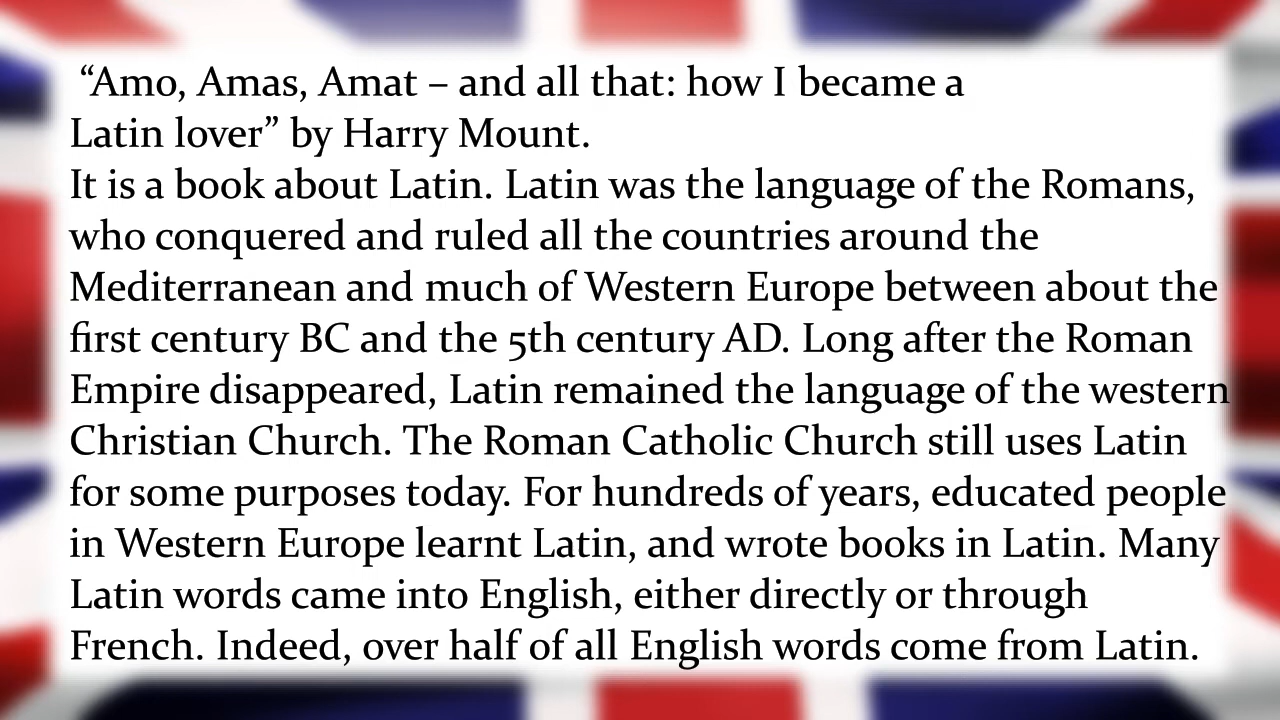 “Amo, Amas, Amat – and all that: how I became a
Latin lover” by Harry Mount.
It is a book about Latin. Latin was the language of the Romans,
who conquered and ruled all the countries around the
Mediterranean and much of Western Europe between about the
first century BC and the 5th century AD. Long after the Roman
Empire disappeared, Latin remained the language of the western
Christian Church. The Roman Catholic Church still uses Latin
for some purposes today. For hundreds of years, educated people
in Western Europe learnt Latin, and wrote books in Latin. Many
Latin words came into English, either directly or through
French. Indeed, over half of all English words come from Latin.